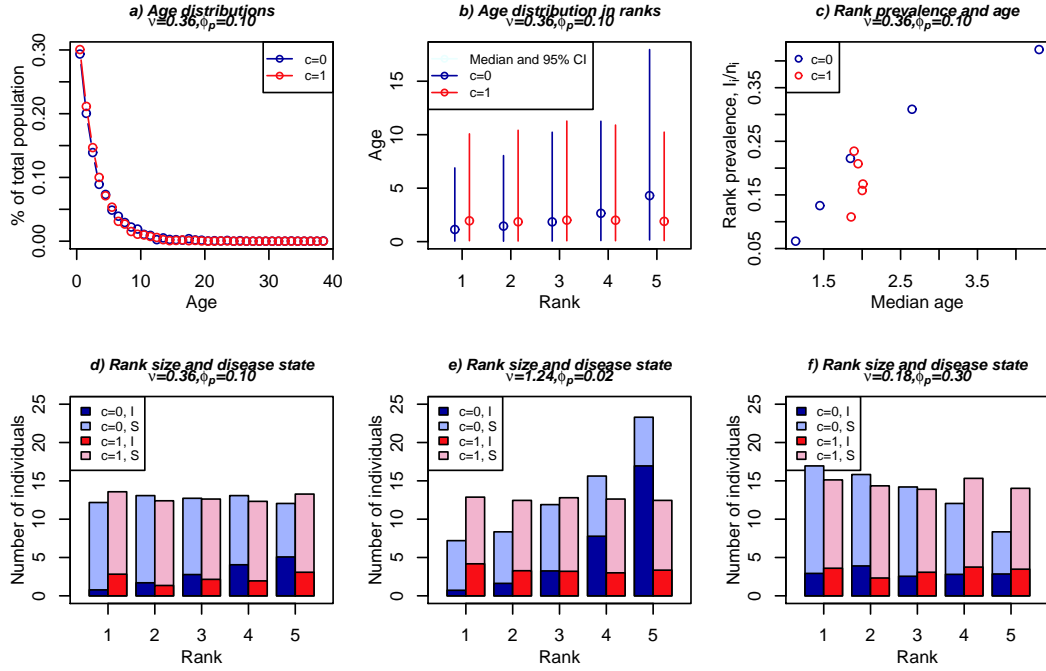 a) Age distributions
ν=0.36,ϕp=0.10
% of total population
0.00 0.10 0.20 0.30
c=0
c=1
0 10 20 30 40
Age
b) Age distribution in ranks
ν=0.36,ϕp=0.10
Age
0 5 10 15
Median and 95% CI
c=0
c=1
1 2 3 4 5
Rank
c) Rank prevalence and age
ν=0.36,ϕp=0.10
Rank prevalence, I_i/n_i
0.05 0.15 0.25 0.35
c=0
c=1
1.5 2.5 3.5
Median age
d) Rank size and disease state
ν=0.36,ϕp=0.10
Number of individuals
0 5 10 15 20 25
c=0, I
c=0, S
c=1, I
c=1, S
1 2 3 4 5
Rank
e) Rank size and disease state
ν=1.24,ϕp=0.02
Number of individuals
0 5 10 15 20 25
c=0, I
c=0, S
c=1, I
c=1, S
1 2 3 4 5
Rank
f) Rank size and disease state
ν=0.18,ϕp=0.30
Number of individuals
0 5 10 15 20 25
c=0, I
c=0, S
c=1, I
c=1, S
1 2 3 4 5
Rank